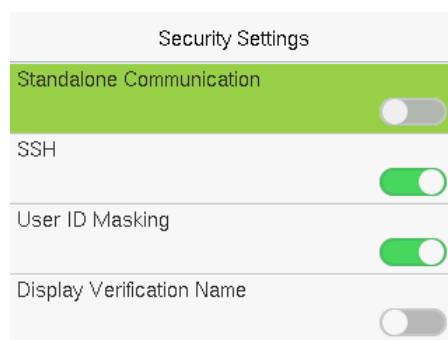 Security Settings
Standalone Communication
SSH
User ID Masking
Display Verification Name